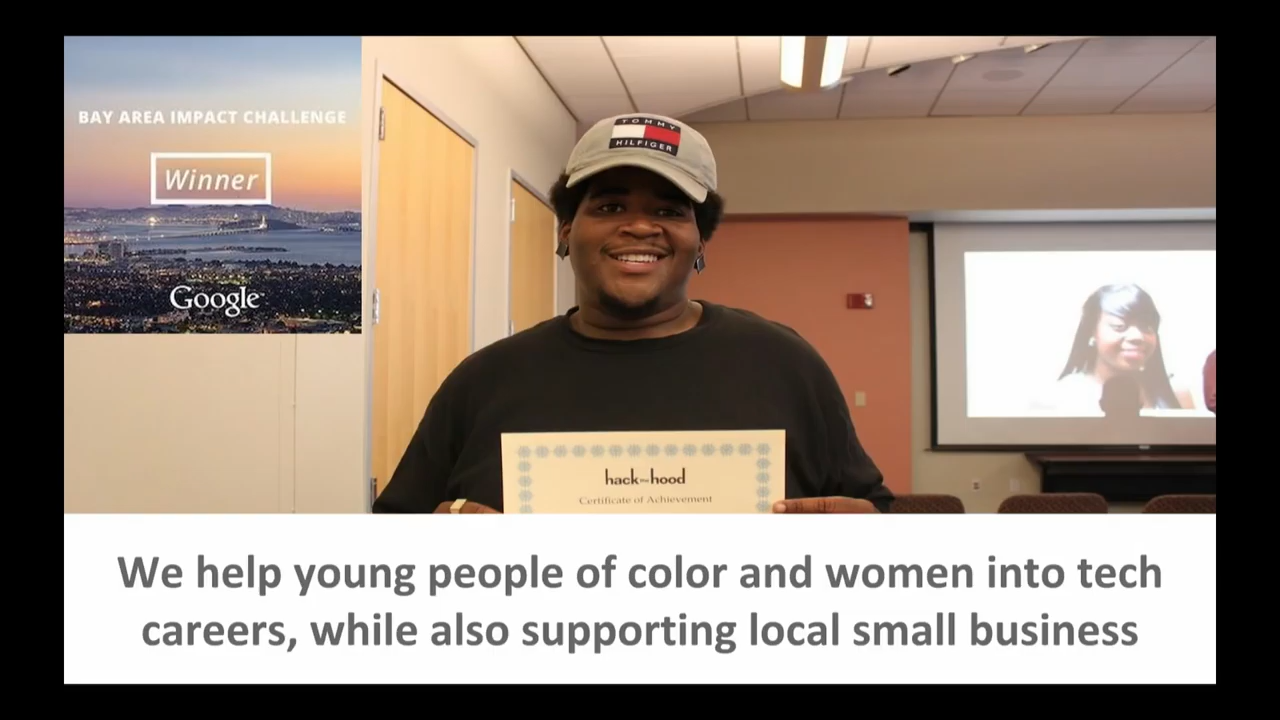 BAY AREA IMPACT CHALLENGE
Winner
Google
TOMMY
HILFIGER
hack the hood
Certificate of Achievement
We help young people of color and women into tech
careers, while also supporting local small business